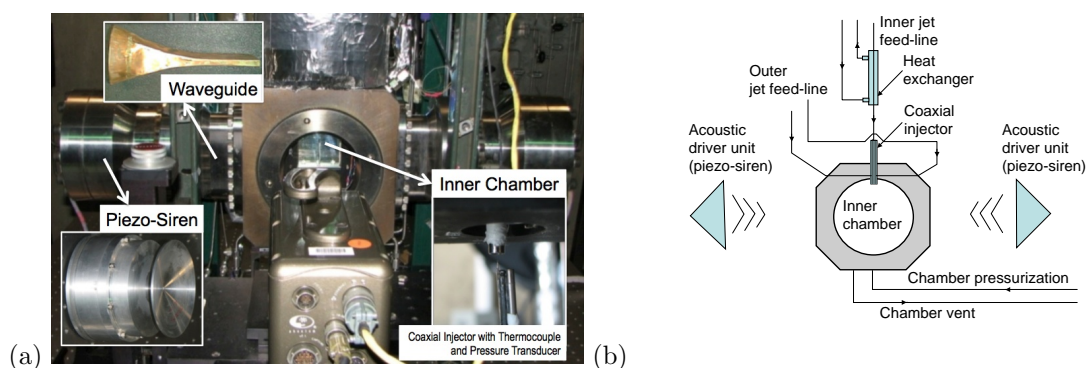 Waveguide
Inner Chamber
Piezo-Siren
Coaxial Injector with Thermocouple
and Pressure Transducer
(a)
Inner jet
feed-line
Heat
exchanger
Outer
jet feed-line
Coaxial
injector
Acoustic
driver unit
(piezo-siren)
Acoustic
driver unit
(piezo-siren)
Inner
chamber
Chamber pressurization
Chamber vent
(b)